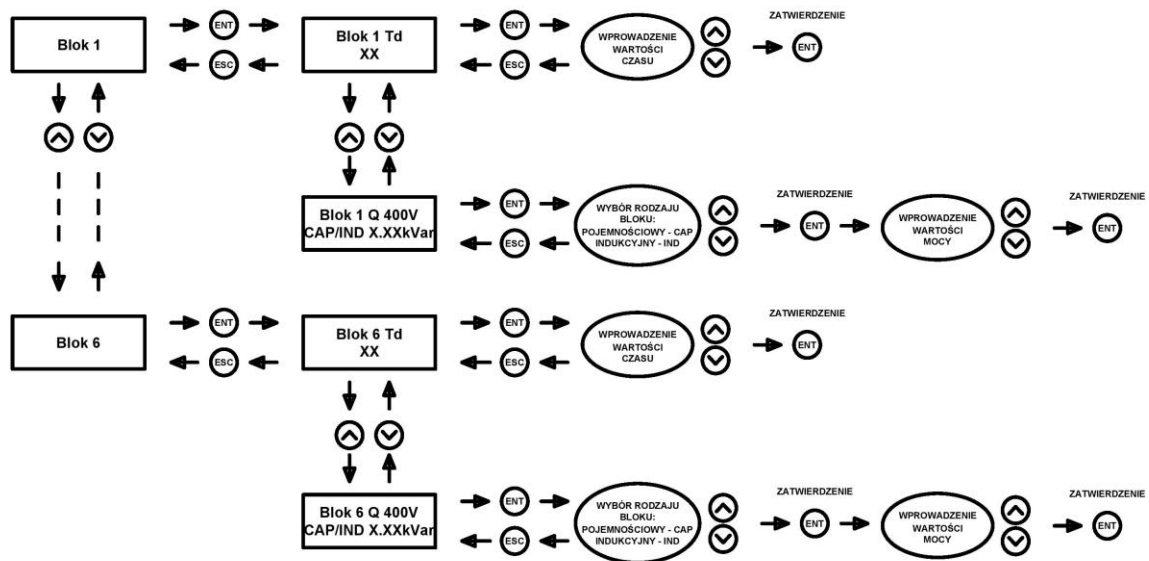 ZATWIERDZENIE
Blok 1
ENT
ESC
Blok 1 Td
XX
ENT
ESC
WPROWADZENIE
WARTOŚCI
CZASU
ENT
ZATWIERDZENIE
ZATWIERDZENIE
Blok 1 Q 400V
CAP/IND X.XXkVar
ENT
ESC
WYBÓR RODZAJU
BLOKU:
POJEMNOŚCIOWY - CAP
INDUKCYJNY - IND
ENT
WPROWADZENIE
WARTOŚCI
MOCY
ENT
ZATWIERDZENIE
Blok 6
ENT
ESC
Blok 6 Td
XX
ENT
ESC
WPROWADZENIE
WARTOŚCI
CZASU
ENT
ZATWIERDZENIE
ZATWIERDZENIE
Blok 6 Q 400V
CAP/IND X.XXkVar
ENT
ESC
WYBÓR RODZAJU
BLOKU:
POJEMNOŚCIOWY - CAP
INDUKCYJNY - IND
ENT
WPROWADZENIE
WARTOŚCI
MOCY
ENT